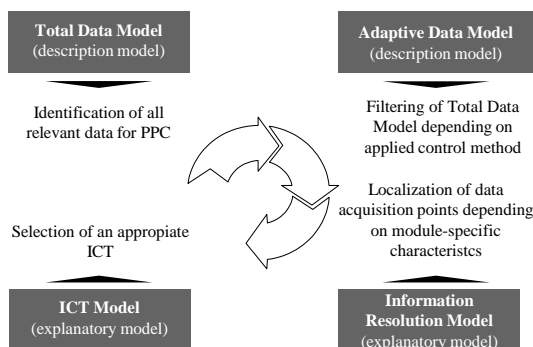 Total Data Model
(description model)
Identification of all
relevant data for PPC
Adaptive Data Model
(description model)
Filtering of Total Data
Model depending on
applied control method
Selection of an appropiate
ICT
ICT Model
(explanatory model)
Localization of data
acquisition points depending
on module-specific
characteristcs
Information
Resolution Model
(explanatory model)